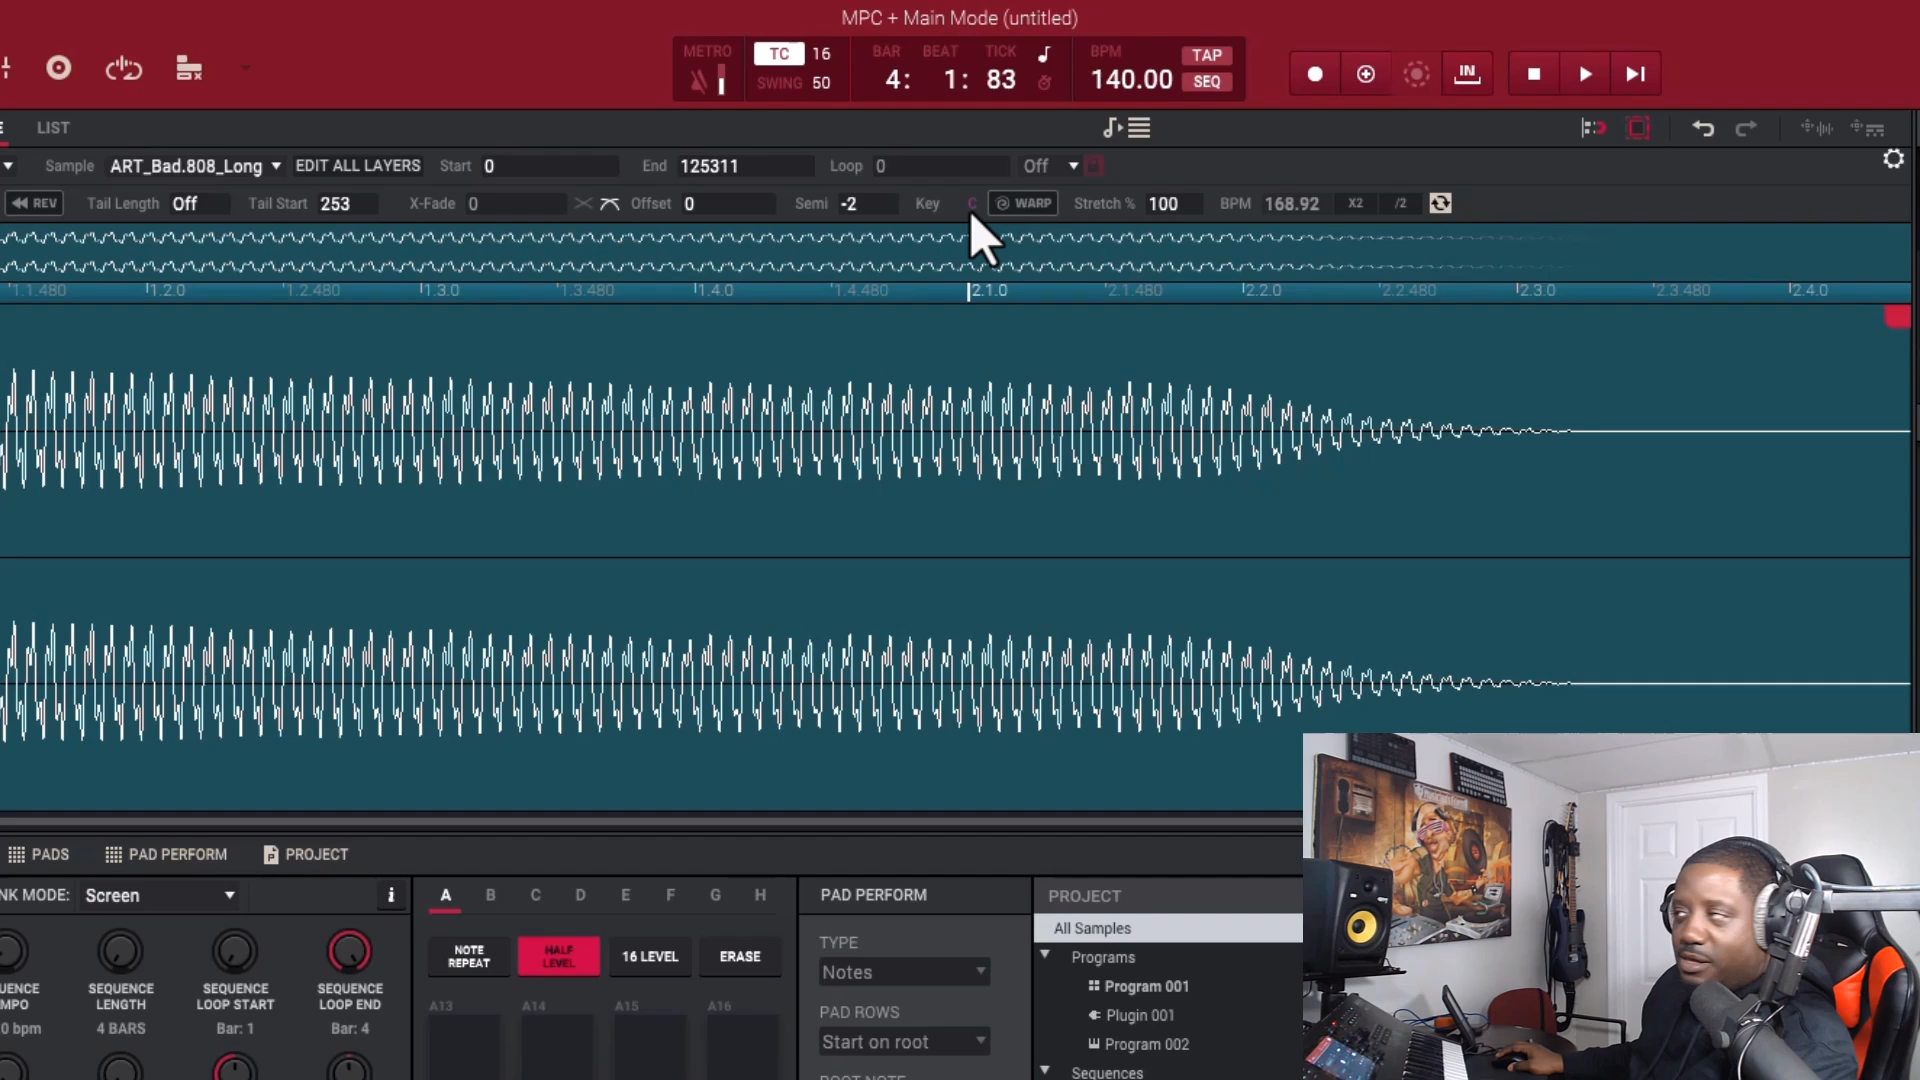 MPC + Main Mode (untitled)
METRO TC 16 BAR BEAT TICK BPM TAP
SWING 50 4: 1: 83 140.00 SEQ
IN
LIST
Sample ART_Bad.808_Long EDIT ALL LAYERS Start 0 End 125311 Loop 0 Off
REV Tail Length Off Tail Start 253 X-Fade 0 Offset 0 Semi -2 Key C WARP Stretch % 100 BPM 168.92 X2 /2
1.1.480 1.2.0 1.2.480 1.3.0 1.3.480 1.4.0 1.4.480 2.1.0 2.1.480 2.2.0 2.2.480 2.3.0 2.3.480 2.4.0
PADS PAD PERFORM PROJECT
NK MODE: Screen i A B C D E F G H PAD PERFORM PROJECT
All Samples
NOTE REPEAT HALF LEVEL 16 LEVEL ERASE TYPE
Notes
Programs
Program 001
Plugin 001
Program 002
Sequences
UENCE MPO SEQUENCE LENGTH SEQUENCE LOOP START SEQUENCE LOOP END
0 bpm 4 BARS Bar: 1 Bar: 4
A13 A14 A15 A16
PAD ROWS
Start on root
ROOT NOTE